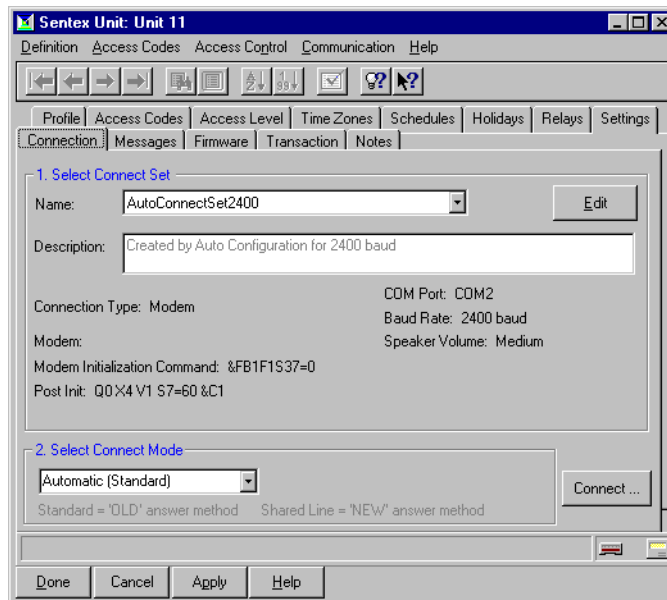 Sentex Unit: Unit 11
Definition Access Codes Access Control Communication Help
Profile Access Codes Access Level Time Zones Schedules Holidays Relays Settings
Connection Messages Firmware Transaction Notes
1. Select Connect Set
Name: AutoConnectSet2400 Edit
Description: Created by Auto Configuration for 2400 baud
COM Port: COM2
Connection Type: Modem
Baud Rate: 2400 baud
Modem: Speaker Volume: Medium
Modem Initialization Command: &FB1F1S37=0
Post Init: Q0 X4 V1 S7=60 &C1
2. Select Connect Mode
Automatic (Standard)
Connect ...
Standard = 'OLD' answer method Shared Line = 'NEW' answer method
Done Cancel Apply Help